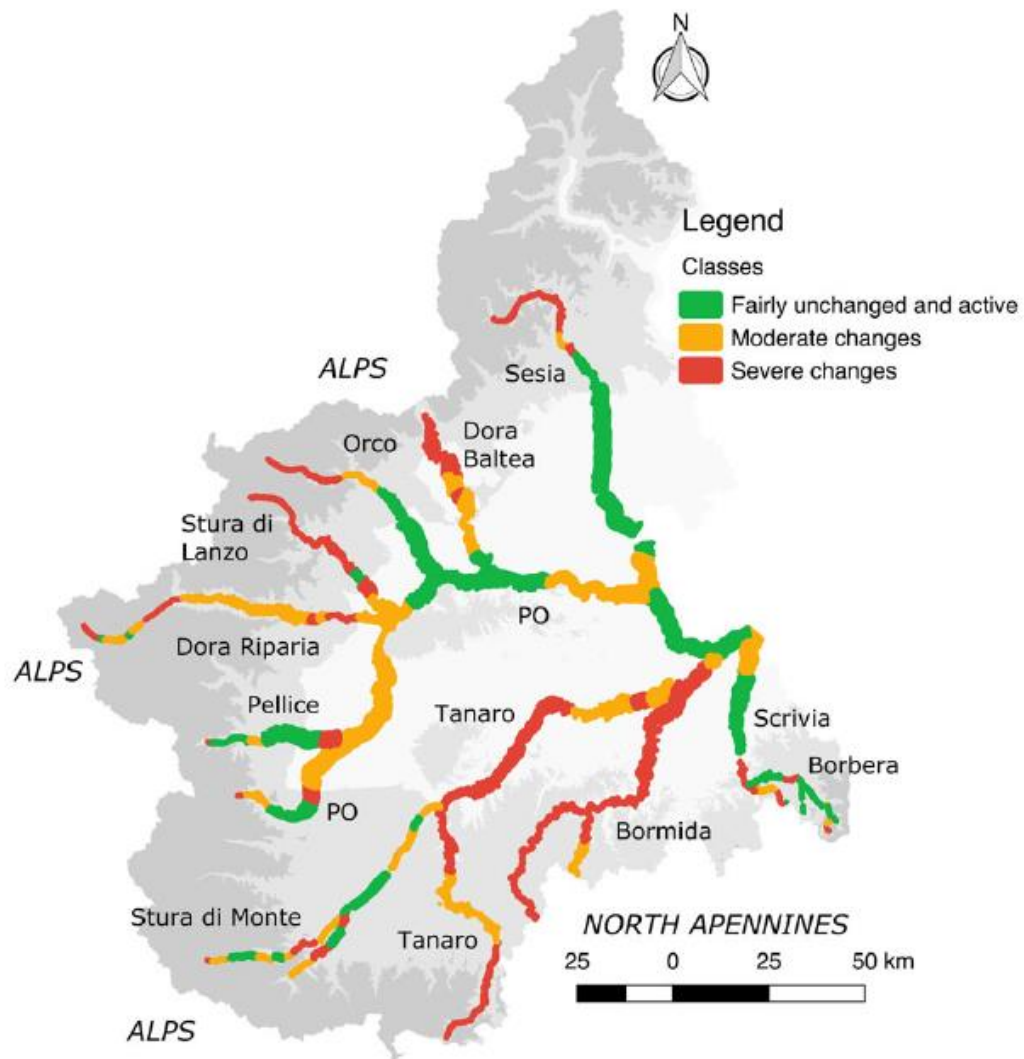 N
Legend
Classes
Fairly unchanged and active
Moderate changes
Severe changes
Sesia
ALPS
Orco
Dora
Baltea
Stura di
Lanzo
PO
Dora Riparia
ALPS
Pellice
Tanaro
Scrivia
Borbera
PO
Bormida
Stura di Monte
Tanaro
NORTH APENNINES
25 0 25 50 km
ALPS